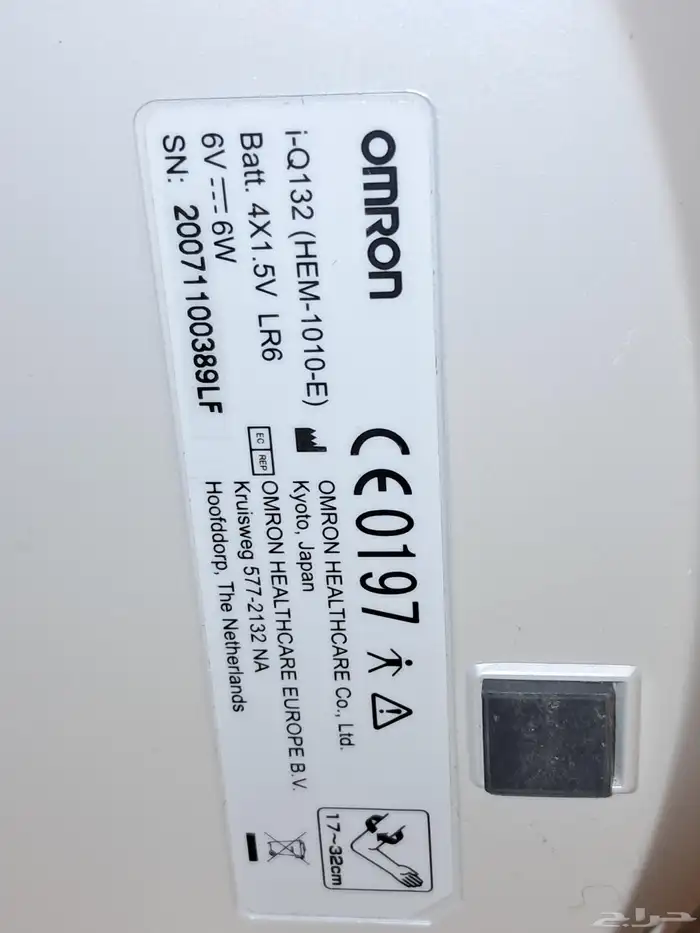 OMRON
i-Q132 (HEM-1010-E)
Batt. 4X1.5V LR6
6V ⎓ 6W
SN: 20071100389LF
CE0197
OMRON HEALTHCARE Co., Ltd.
Kyoto, Japan
EC REP
OMRON HEALTHCARE EUROPE B.V.
Kruisweg 577-2132 NA
Hoofddorp, The Netherlands
17~32cm
حراج